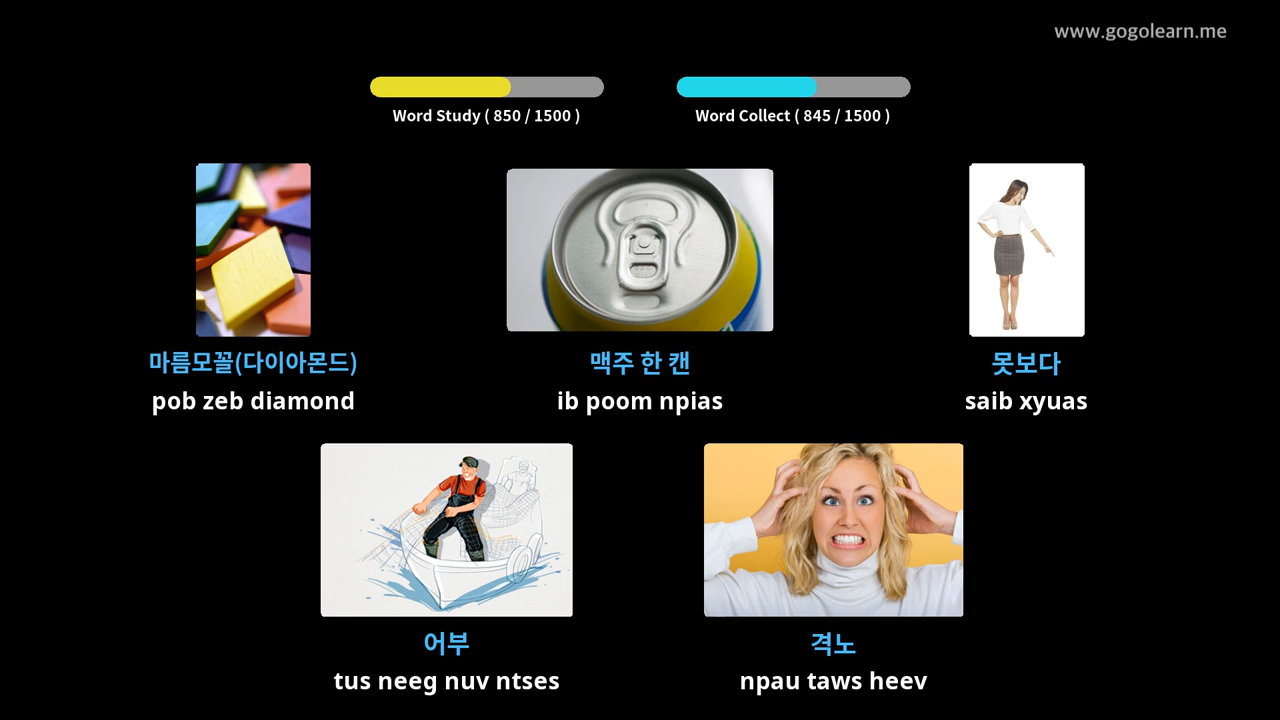 www.gogolearn.me
Word Study ( 850 / 1500 )
Word Collect ( 845 / 1500 )
마름모꼴(다이아몬드)
pob zeb diamond
맥주 한 캔
ib poom npias
못보다
saib xyuas
어부
tus neeg nuv ntses
격노
npau taws heev